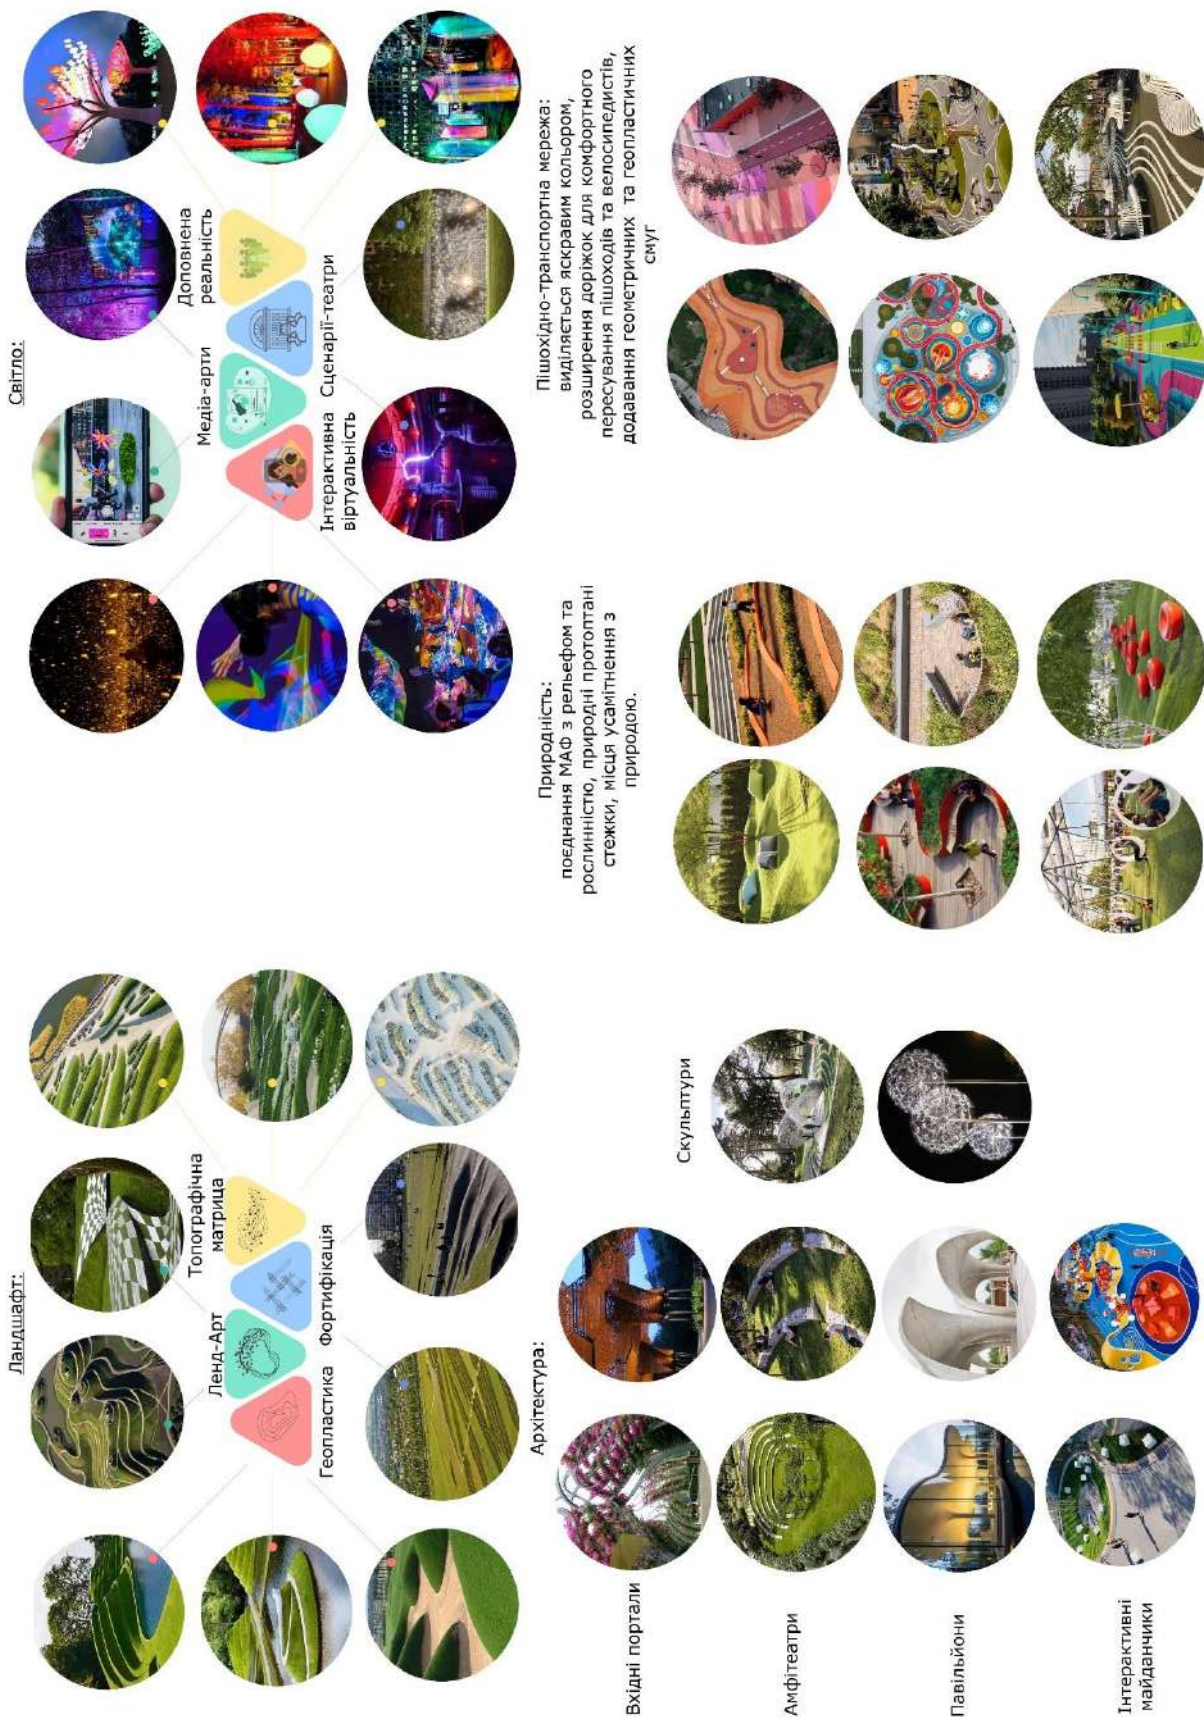 Ландшафт:
Топографічна
матрица
Ленд-Арт
Фортифікація
Геопластика
Світло:
Доповнена
реальність
Медіа-арти
Сценарії-театри
Інтерактивна
віртуальність
Архітектура:
Вхідні портали
Амфітеатри
Павільйони
Інтерактивні
майданчики
Скульптури
Природність:
поєднання МАФ з рельефом та
рослинністю, природні протоптані
стежки, місця усамітнення з
природою.
Пішохідно-транспортна мережа:
виділяється яскравим кольором,
розширення доріжок для комфортного
пересування пішоходів та велосипедистів,
додавання геометричних та геопластичних
смуг